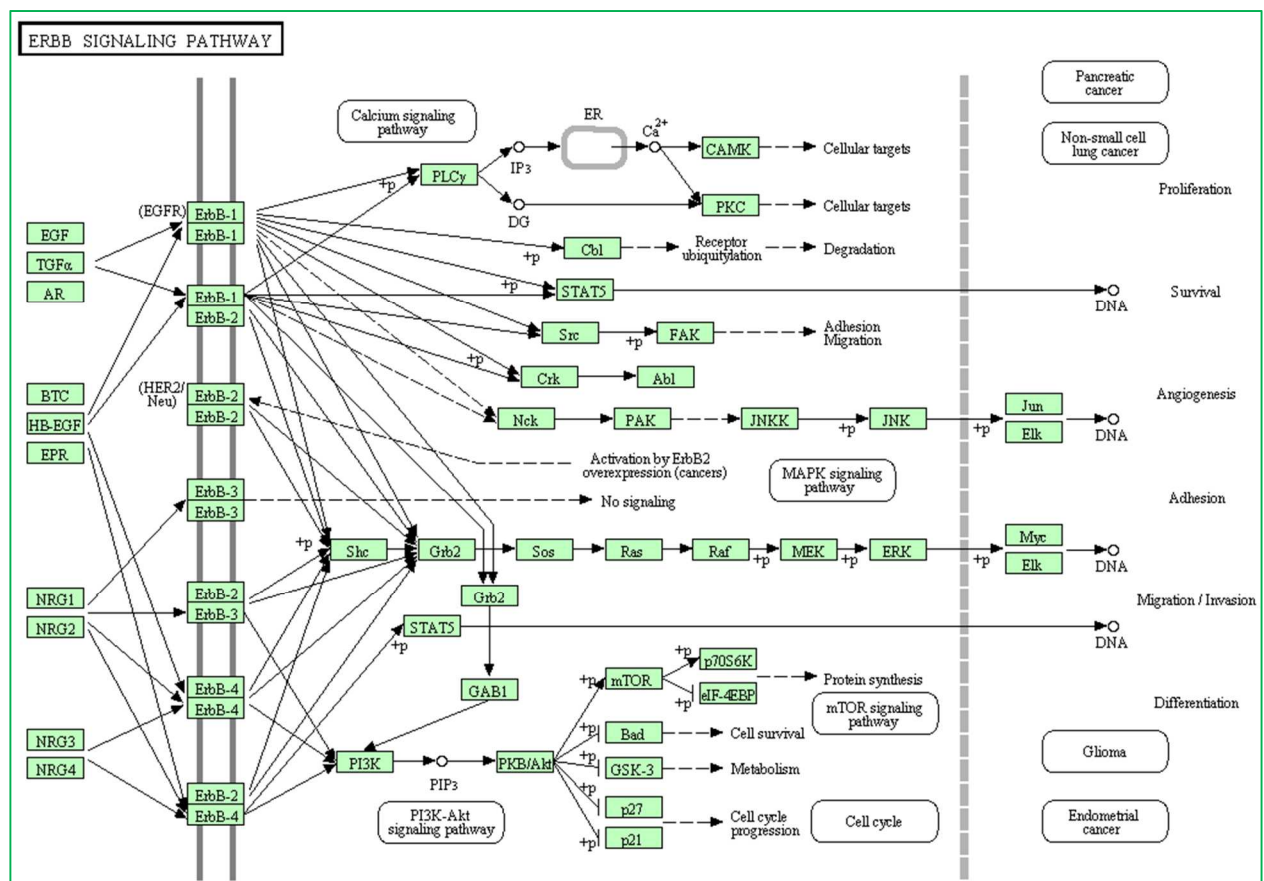 ERBB SIGNALING PATHWAY
Calcium signaling
pathway
ER
Ca2+
IP3
DG
PLCγ
+p
CAMK
Cellular targets
PKC
Cellular targets
Pancreatic
cancer
Non-small cell
lung cancer
Proliferation
(EGFR)
ErbB-1
ErbB-1
EGF
TGFα
AR
Cbl
+p
Receptor
ubiquitylation
Degradation
ErbB-1
ErbB-2
+p
STAT5
DNA
Survival
Src
+p
FAK
Adhesion
Migration
+p
Crk
Abl
BTC
HB-EGF
EPR
(HER2/
Neu)
ErbB-2
ErbB-2
Nck
PAK
JNKK
+p
JNK
+p
Jun
Elk
DNA
Angiogenesis
Activation by ErbB2
overexpression (cancers)
MAPK signaling
pathway
ErbB-3
ErbB-3
No signaling
Adhesion
+p
Shc
Grb2
Sos
Ras
Raf
+p
MEK
+p
ERK
+p
Myc
Elk
DNA
NRG1
NRG2
ErbB-2
ErbB-3
Grb2
STAT5
+p
DNA
Migration / Invasion
ErbB-4
ErbB-4
GAB1
+p
mTOR
+p
p70S6K
+p
eIF-4EBP
Protein synthesis
mTOR signaling
pathway
Differentiation
NRG3
NRG4
PI3K
PIP3
PKB/Akt
+p
Bad
Cell survival
+p
GSK-3
Metabolism
Glioma
ErbB-2
ErbB-4
PI3K-Akt
signaling pathway
+p
p27
+p
p21
Cell cycle
progression
Cell cycle
Endometrial
cancer